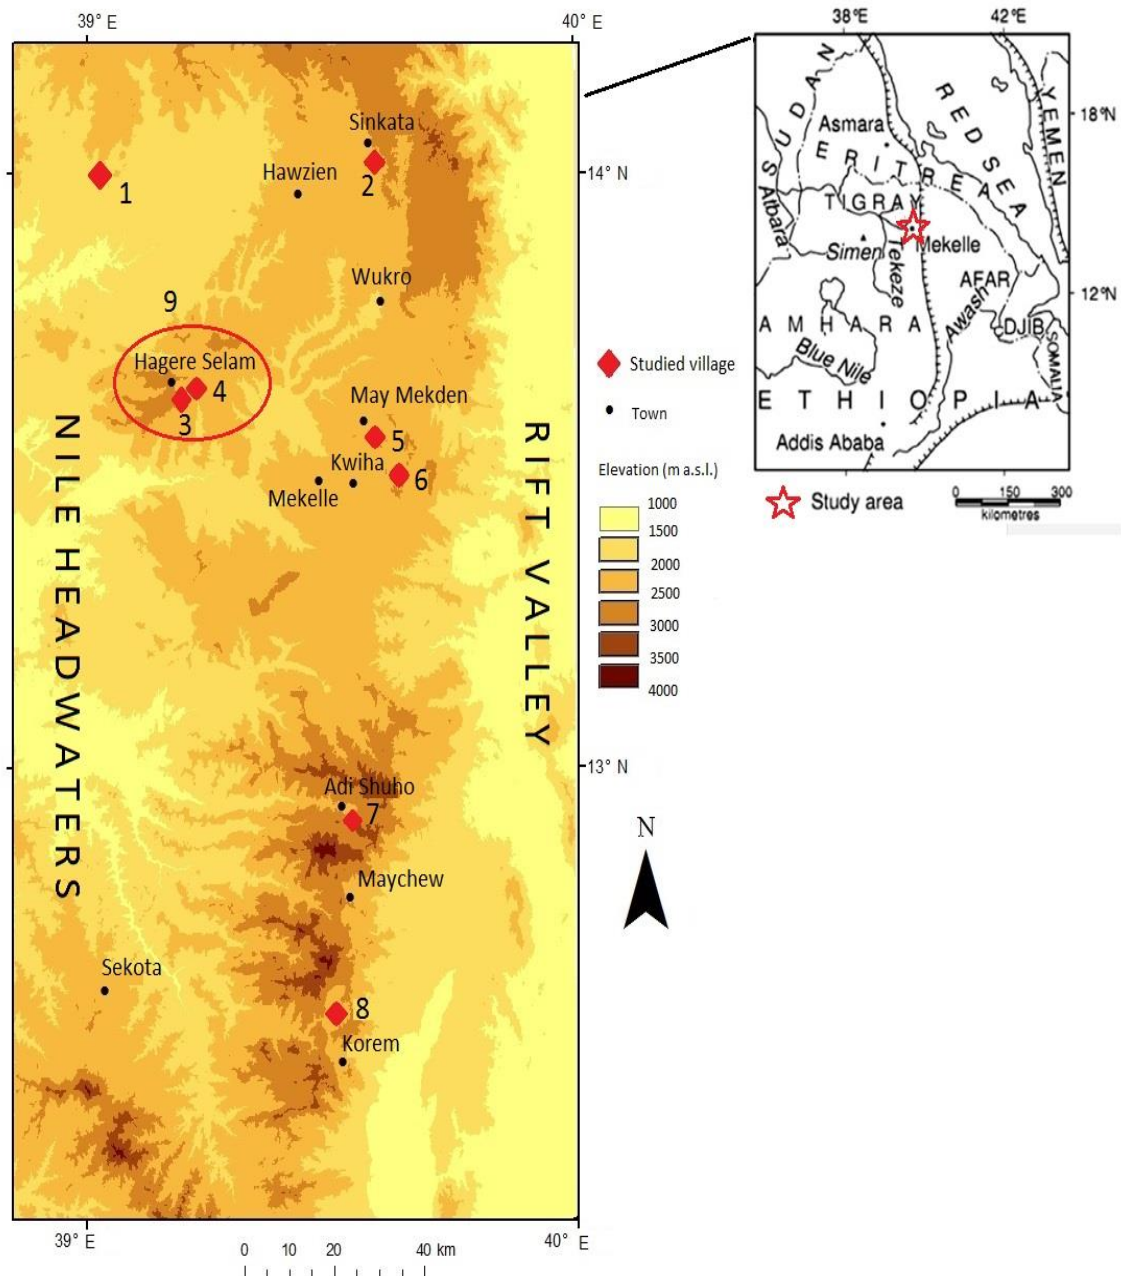 39° E
40° E
Sinkata
Hawzien
14° N
1
2
Wukro
9
Hagere Selam
4
3
May Mekden
5
Kwiha
6
Mekelle
NILE HEADWATERS
RIFT VALLEY
13° N
Adi Shuho
7
Maychew
Sekota
8
Korem
39° E
40° E
0 10 20 40 km
38°E
42°E
SUDAN
RED SEA
YEMEN
18°N
Asmara
ERITREA
TIGRAY
Atbara
Simen
Tekeze
Mekelle
AFAR
12°N
AMHARA
Awash
DJIB.
SOMALIA
Blue Nile
ETHIOPIA
Addis Ababa
Study area
0 150 300
kilometres
Studied village
Town
Elevation (m a.s.l.)
1000
1500
2000
2500
3000
3500
4000
N